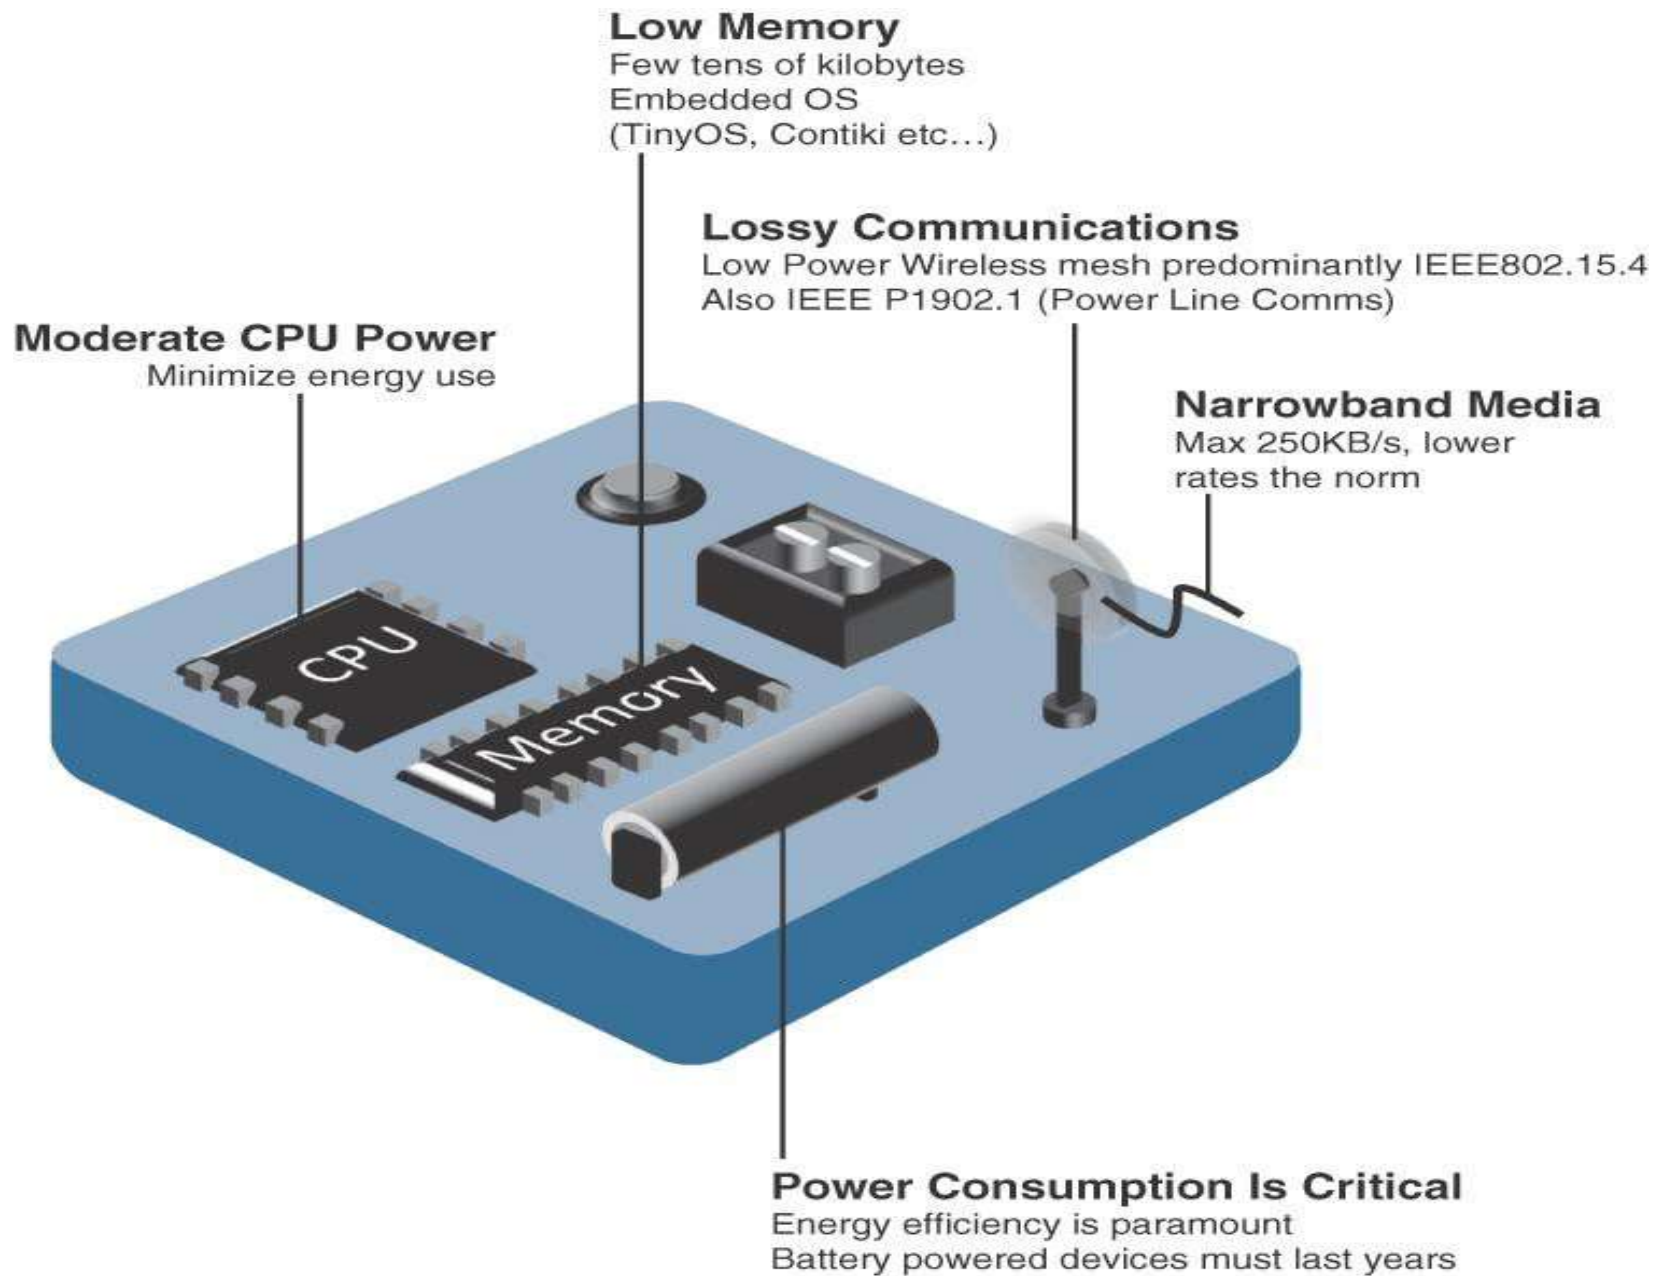 Low Memory
Few tens of kilobytes
Embedded OS
(TinyOS, Contiki etc...)
Lossy Communications
Low Power Wireless mesh predominantly IEEE802.15.4
Also IEEE P1902.1 (Power Line Comms)
Moderate CPU Power
Minimize energy use
Narrowband Media
Max 250KB/s, lower
rates the norm
CPU
Memory
Power Consumption Is Critical
Energy efficiency is paramount
Battery powered devices must last years